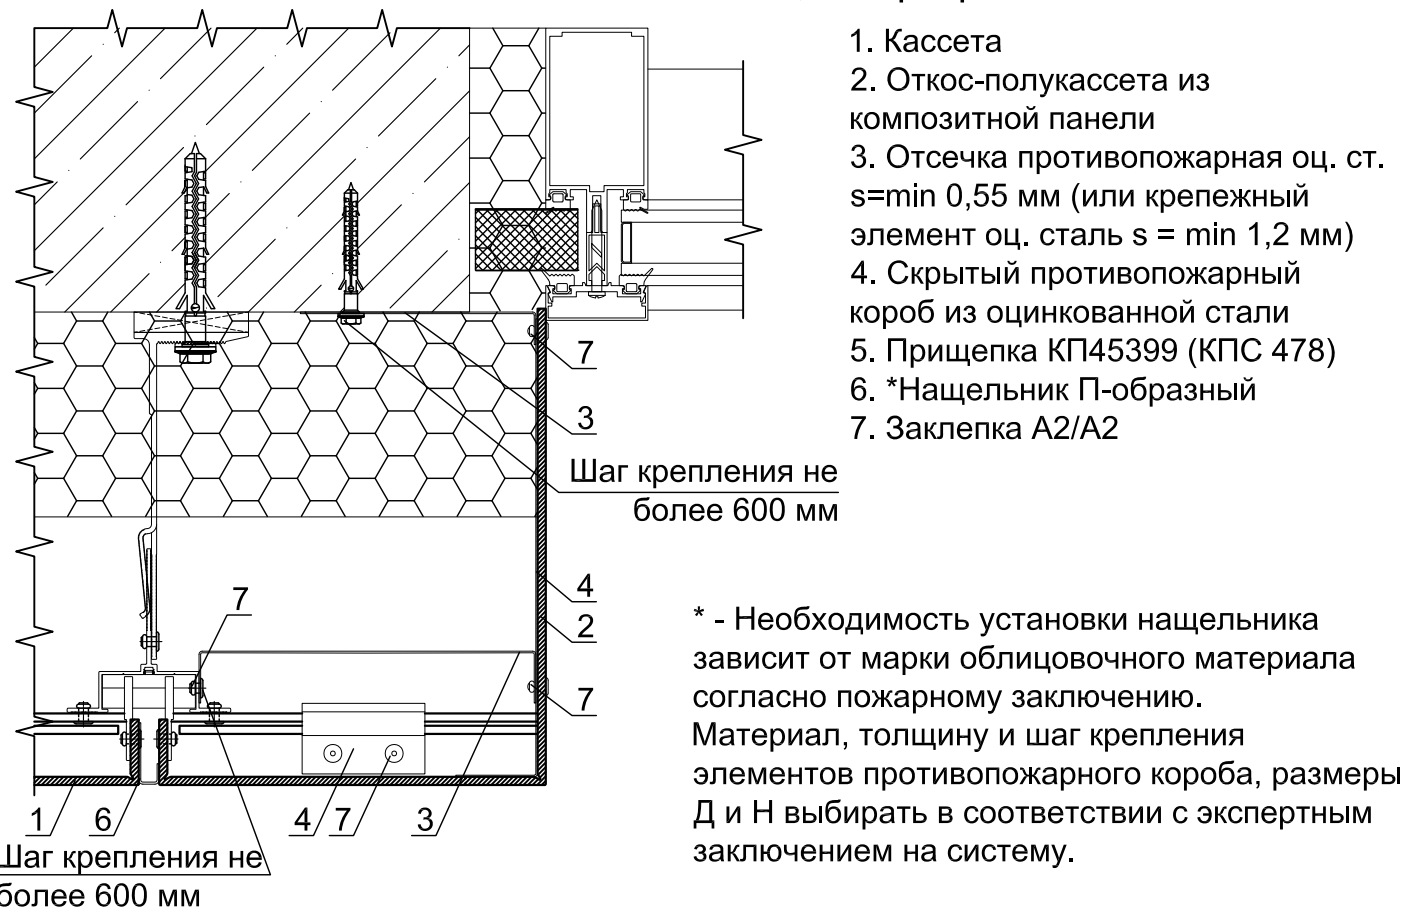 1. Кассета
2. Откос-полукассета из
композитной панели
3. Отсечка противопожарная оц. ст.
s=min 0,55 мм (или крепежный
элемент оц. сталь s = min 1,2 мм)
4. Скрытый противопожарный
короб из оцинкованной стали
5. Прищепка КП45399 (КПС 478)
6. *Нащельник П-образный
7. Заклепка А2/А2
7
3
Шаг крепления не
более 600 мм
4
2
7
7
* - Необходимость установки нащельника
зависит от марки облицовочного материала
согласно пожарному заключению.
Материал, толщину и шаг крепления
элементов противопожарного короба, размеры
Д и Н выбирать в соответствии с экспертным
заключением на систему.
1 6 4 7 3
Шаг крепления не
более 600 мм